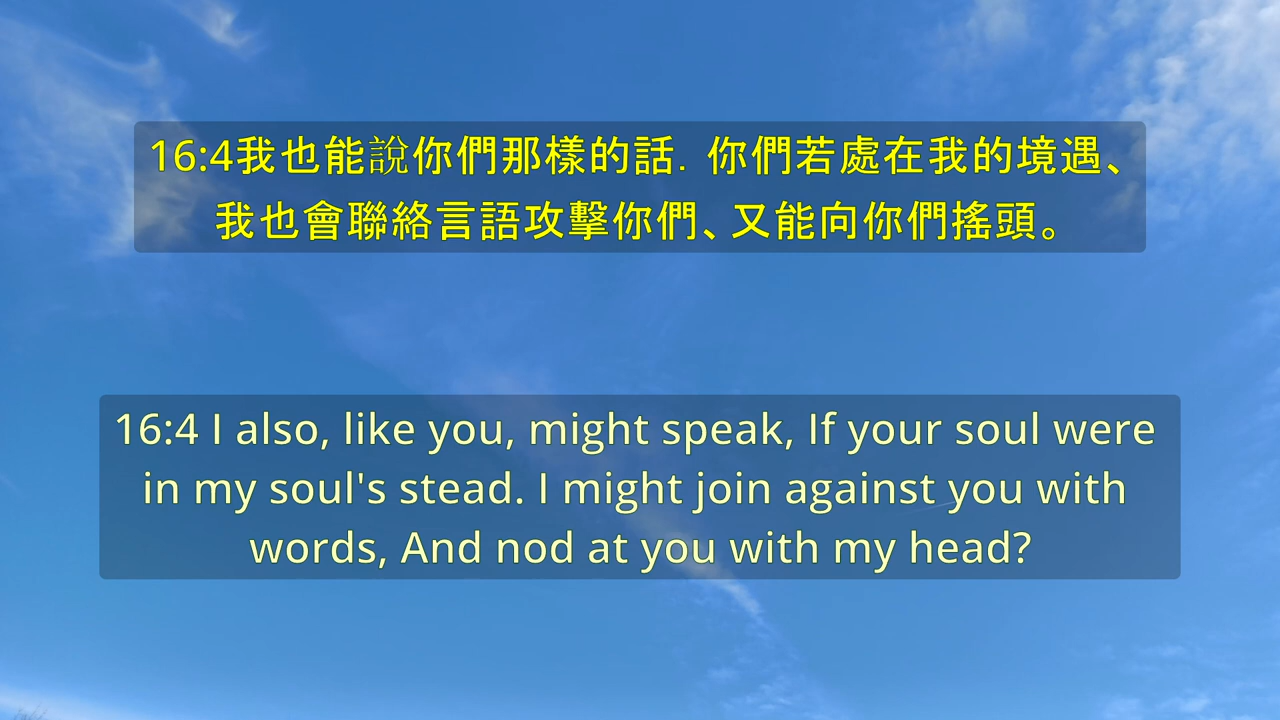 16:4我也能說你們那樣的話．你們若處在我的境遇、
我也會聯絡言語攻擊你們、又能向你們搖頭。
16:4 I also, like you, might speak, If your soul were
in my soul's stead. I might join against you with
words, And nod at you with my head?